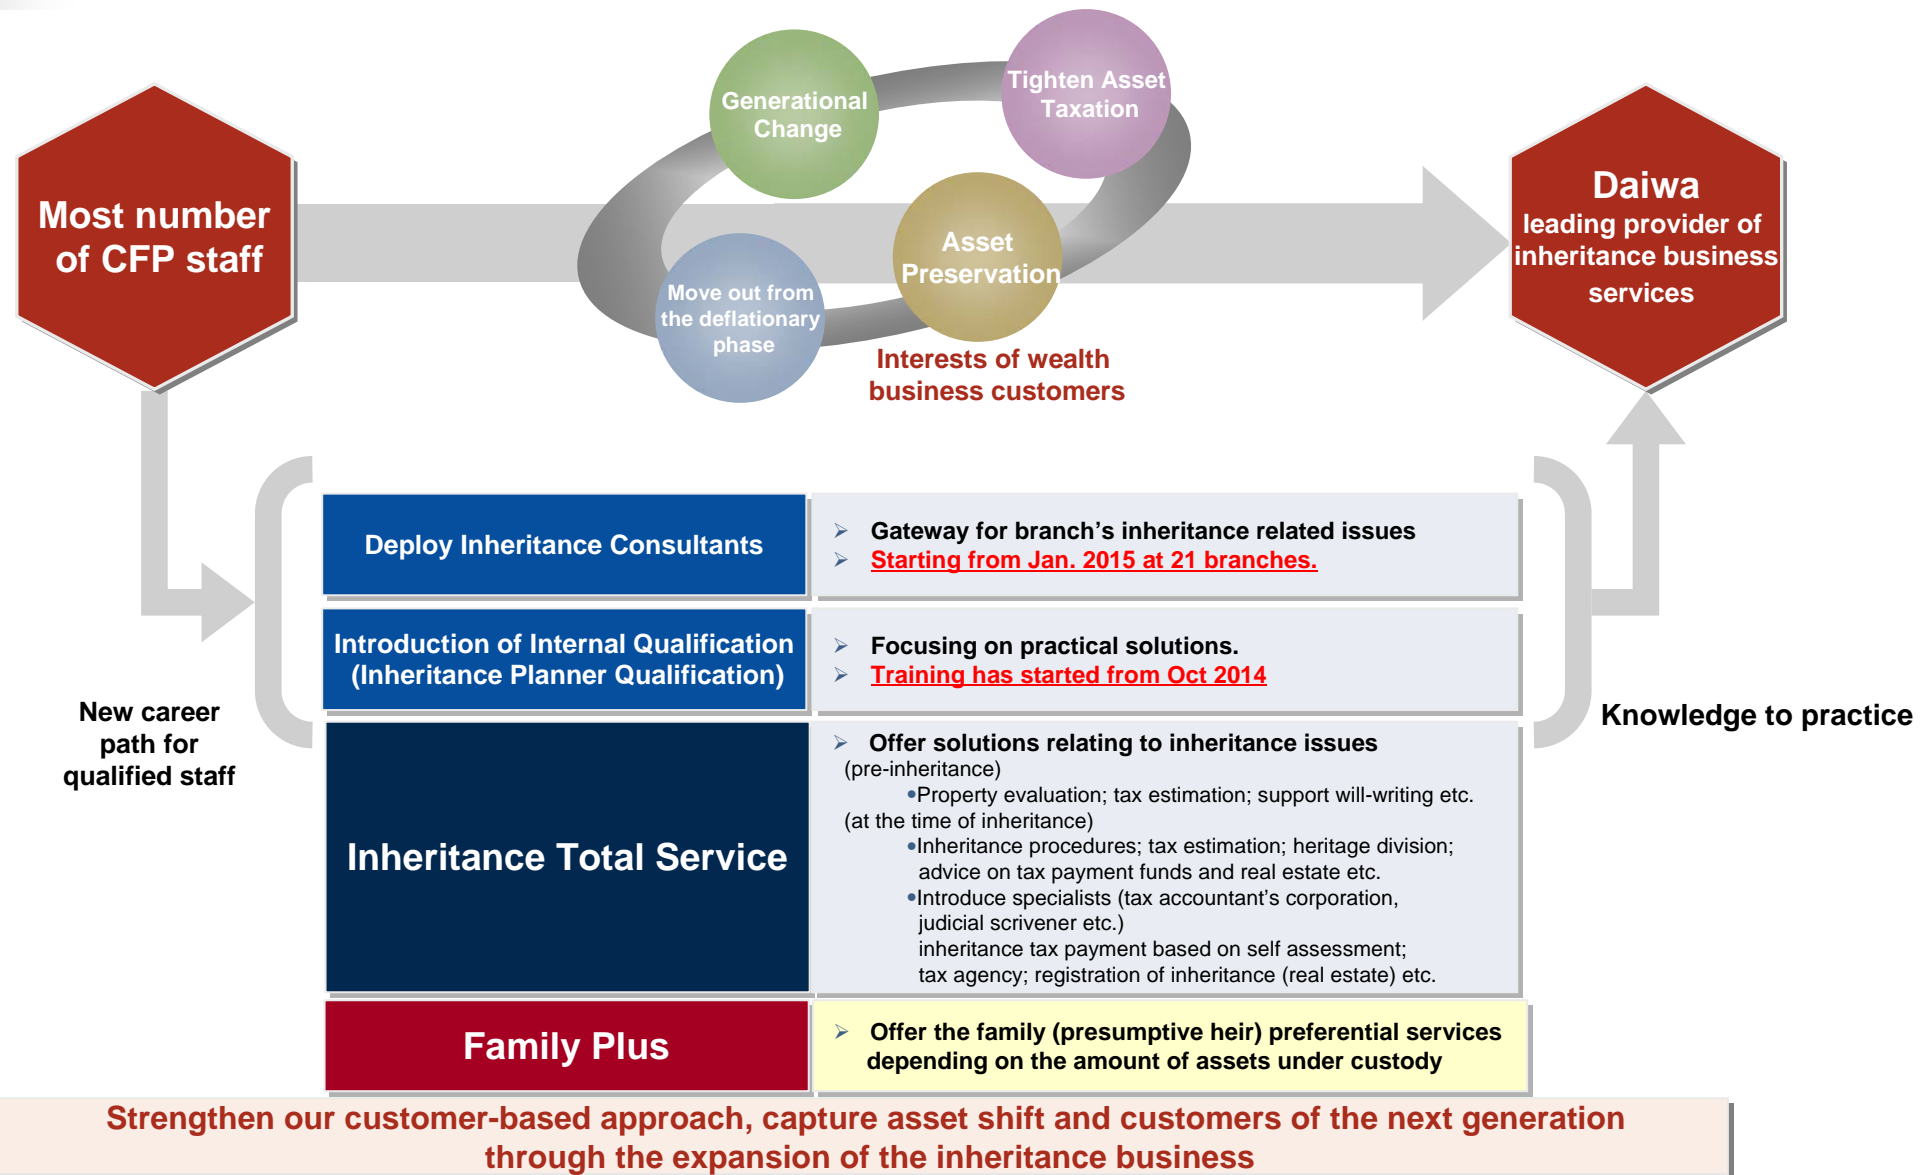 Generational
Change
Tighten Asset
Taxation
Most number
of CFP staff
Asset
Preservation
Move out from
the deflationary
phase
Daiwa
leading provider of
inheritance business
services
Interests of wealth
business customers
Deploy Inheritance Consultants
➢ Gateway for branch’s inheritance related issues
➢ Starting from Jan. 2015 at 21 branches.
Introduction of Internal Qualification
(Inheritance Planner Qualification)
➢ Focusing on practical solutions.
➢ Training has started from Oct 2014
New career
path for
qualified staff
Knowledge to practice
Inheritance Total Service
➢ Offer solutions relating to inheritance issues
(pre-inheritance)
•Property evaluation; tax estimation; support will-writing etc.
(at the time of inheritance)
•Inheritance procedures; tax estimation; heritage division;
advice on tax payment funds and real estate etc.
•Introduce specialists (tax accountant’s corporation,
judicial scrivener etc.)
inheritance tax payment based on self assessment;
tax agency; registration of inheritance (real estate) etc.
Family Plus
➢ Offer the family (presumptive heir) preferential services
depending on the amount of assets under custody
Strengthen our customer-based approach, capture asset shift and customers of the next generation
through the expansion of the inheritance business